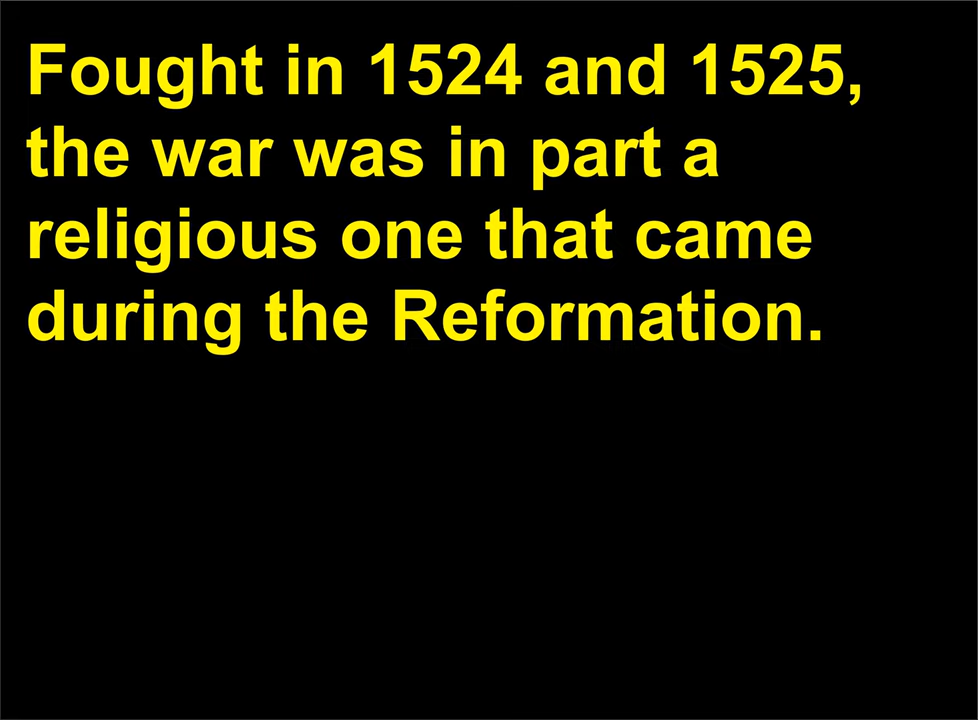 Fought in 1524 and 1525,
the war was in part a
religious one that came
during the Reformation.